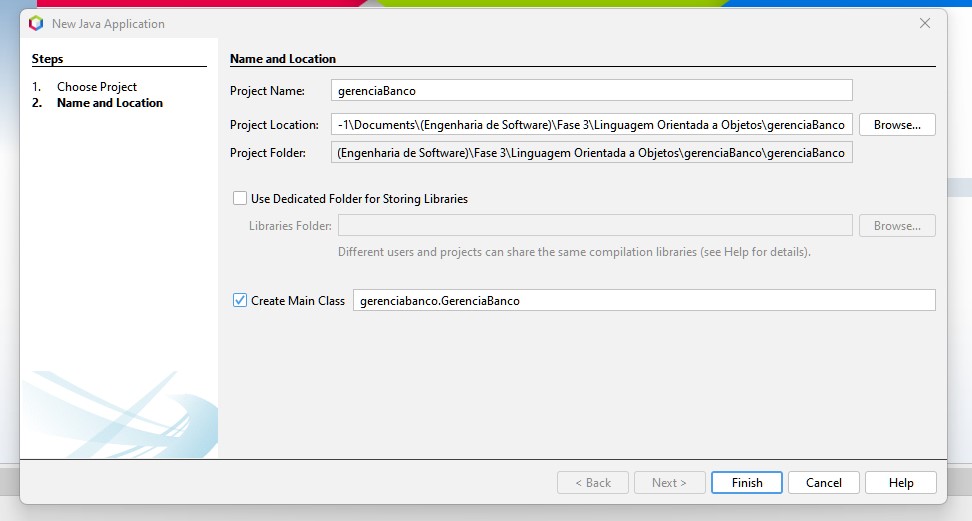 New Java Application
Steps
1. Choose Project
2. Name and Location
Name and Location
Project Name: gerenciaBanco
Project Location: -1\Documents\(Engenharia de Software)\Fase 3\Linguagem Orientada a Objetos\gerenciaBanco Browse...
Project Folder: (Engenharia de Software)\Fase 3\Linguagem Orientada a Objetos\gerenciaBanco\gerenciaBanco
Use Dedicated Folder for Storing Libraries
Libraries Folder: Browse...
Different users and projects can share the same compilation libraries (see Help for details).
Create Main Class gerenciabanco.GerenciaBanco
< Back Next > Finish Cancel Help